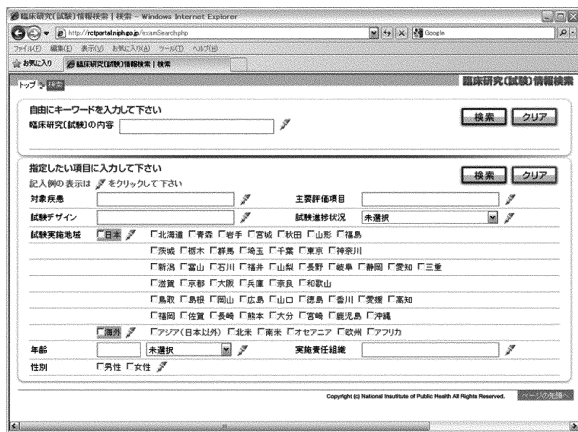 臨床研究(試験)情報検索 | 検索 - Windows Internet Explorer
http://rctportal.niph.go.jp/examSearch.php
Google
ファイル(F) 編集(E) 表示(V) お気に入り(A) ツール(T) ヘルプ(H)
お気に入り 臨床研究(試験)情報検索 | 検索
トップ > 検索 臨床研究(試験)情報検索
自由にキーワードを入力して下さい
臨床研究(試験)の内容 検索 クリア
指定したい項目に入力して下さい
記入例の表示は をクリックして下さい 検索 クリア
対象疾患 主要評価項目
試験デザイン 試験進捗状況 未選択
試験実施地域 日本 北海道 青森 岩手 宮城 秋田 山形 福島
茨城 栃木 群馬 埼玉 千葉 東京 神奈川
新潟 富山 石川 福井 山梨 長野 岐阜 静岡 愛知 三重
滋賀 京都 大阪 兵庫 奈良 和歌山
鳥取 島根 岡山 広島 山口 徳島 香川 愛媛 高知
福岡 佐賀 長崎 熊本 大分 宮崎 鹿児島 沖縄
海外 アジア(日本以外) 北米 南米 オセアニア 欧州 アフリカ
年齢 未選択 実施責任組織
性別 男性 女性
Copyright (c) National Insutitute of Public Health All Rights Reserved. ページの先頭へ